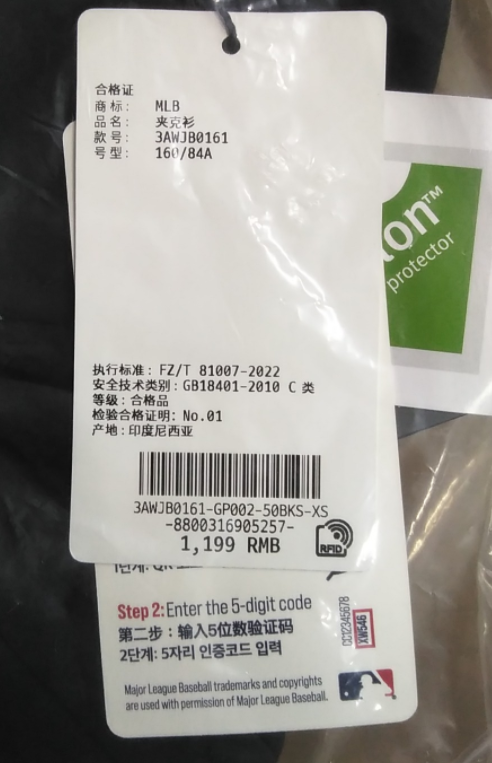 合格证
商标: MLB
品名: 夹克衫
款号: 3AWJB0161
号型: 160/84A
执行标准: FZ/T 81007-2022
安全技术类别: GB18401-2010 C 类
等级: 合格品
检验合格证明: No.01
产地: 印度尼西亚
3AWJB0161-GP002-50BKS-XS
-8800316905257-
1,199 RMB
RFID
ton™
protector
Step 2: Enter the 5-digit code
第二步: 输入5位数验证码
2단계: 5자리 인증코드 입력
CC12345678
XW546
Major League Baseball trademarks and copyrights
are used with permission of Major League Baseball.